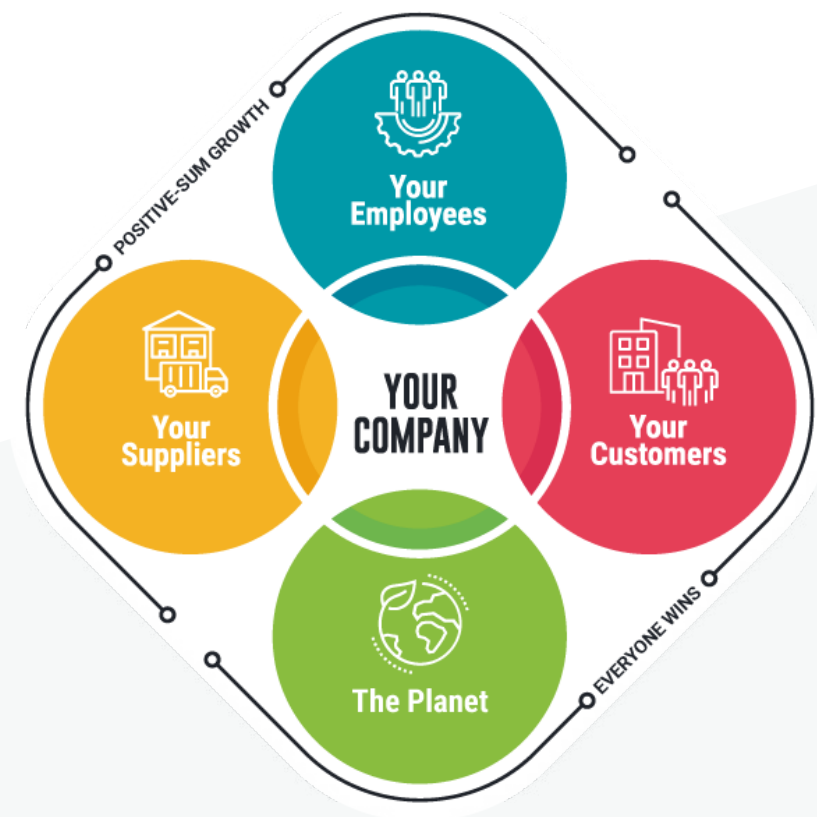 POSITIVE-SUM GROWTH
Your
Employees
Your
Suppliers
YOUR
COMPANY
Your
Customers
The Planet
EVERYONE WINS